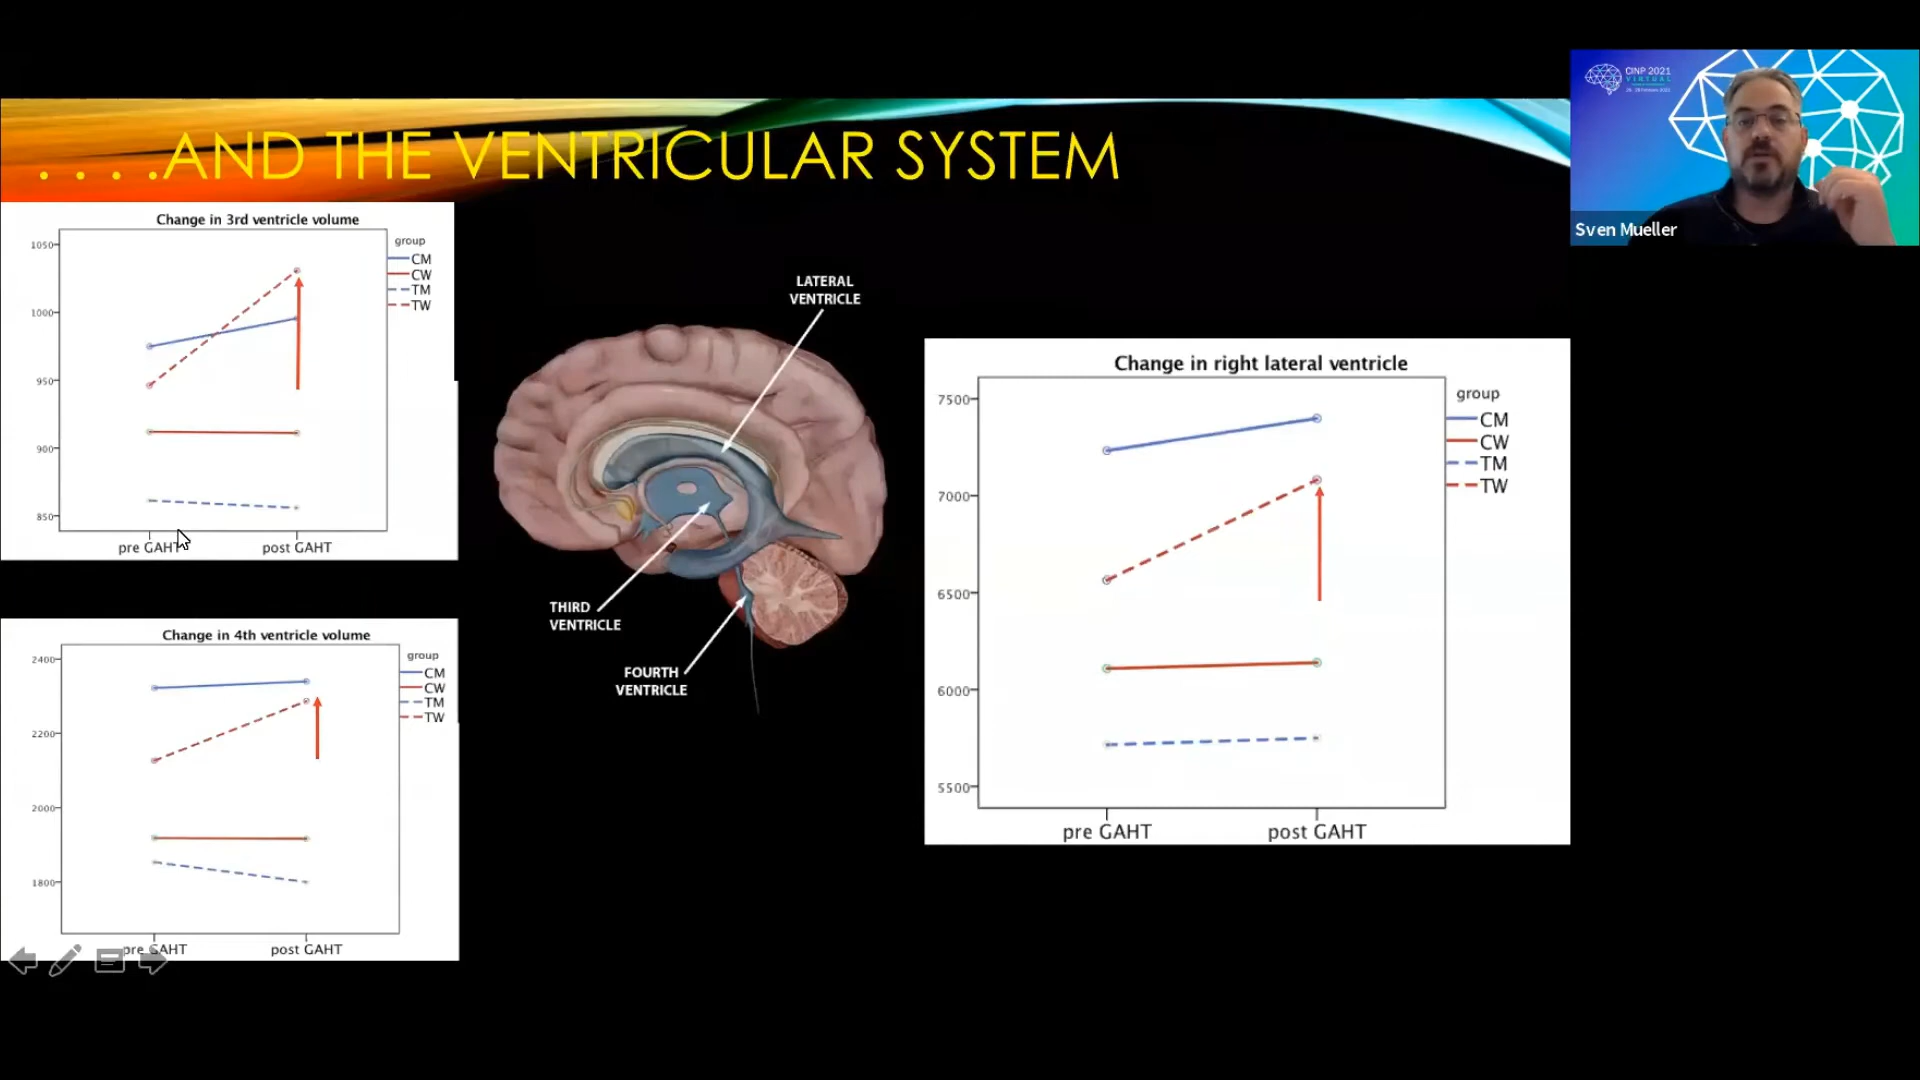 . . . .AND THE VENTRICULAR SYSTEM
CINP 2021
VIRTUAL
Sven Mueller
Change in 3rd ventricle volume
1050
1000
950
900
850
pre GAHT
post GAHT
group
CM
CW
TM
TW
LATERAL
VENTRICLE
THIRD
VENTRICLE
FOURTH
VENTRICLE
Change in right lateral ventricle
7500
7000
6500
6000
5500
pre GAHT
post GAHT
group
CM
CW
TM
TW
Change in 4th ventricle volume
2400
2200
2000
1800
pre GAHT
post GAHT
group
CM
CW
TM
TW